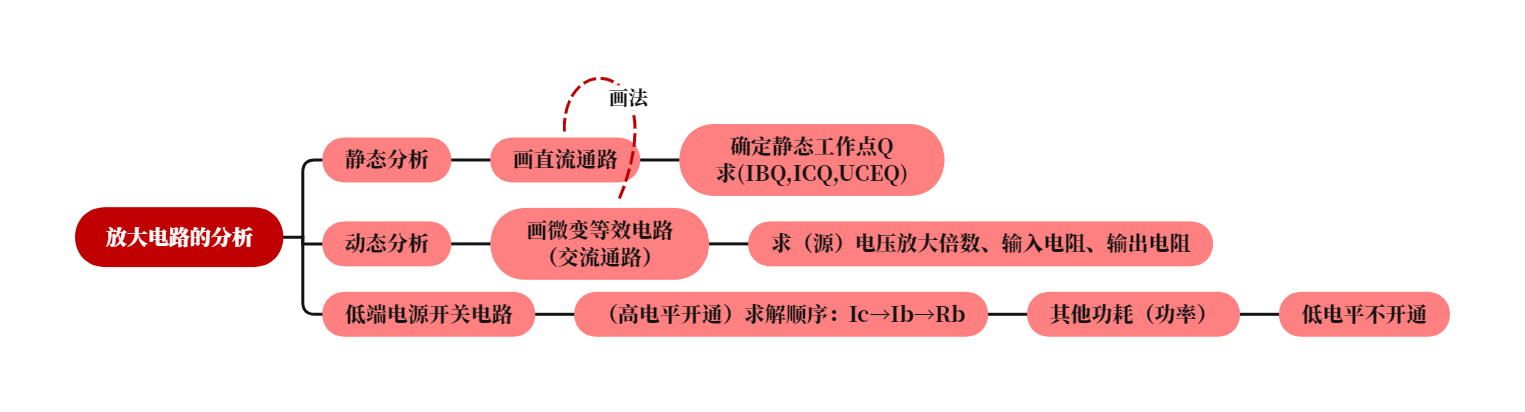 放大电路的分析
静态分析
画直流通路
画法
确定静态工作点Q
求(IBQ,ICQ,UCEQ)
动态分析
画微变等效电路
（交流通路）
求（源）电压放大倍数、输入电阻、输出电阻
低端电源开关电路
（高电平开通）求解顺序：Ic→Ib→Rb
其他功耗（功率）
低电平不开通